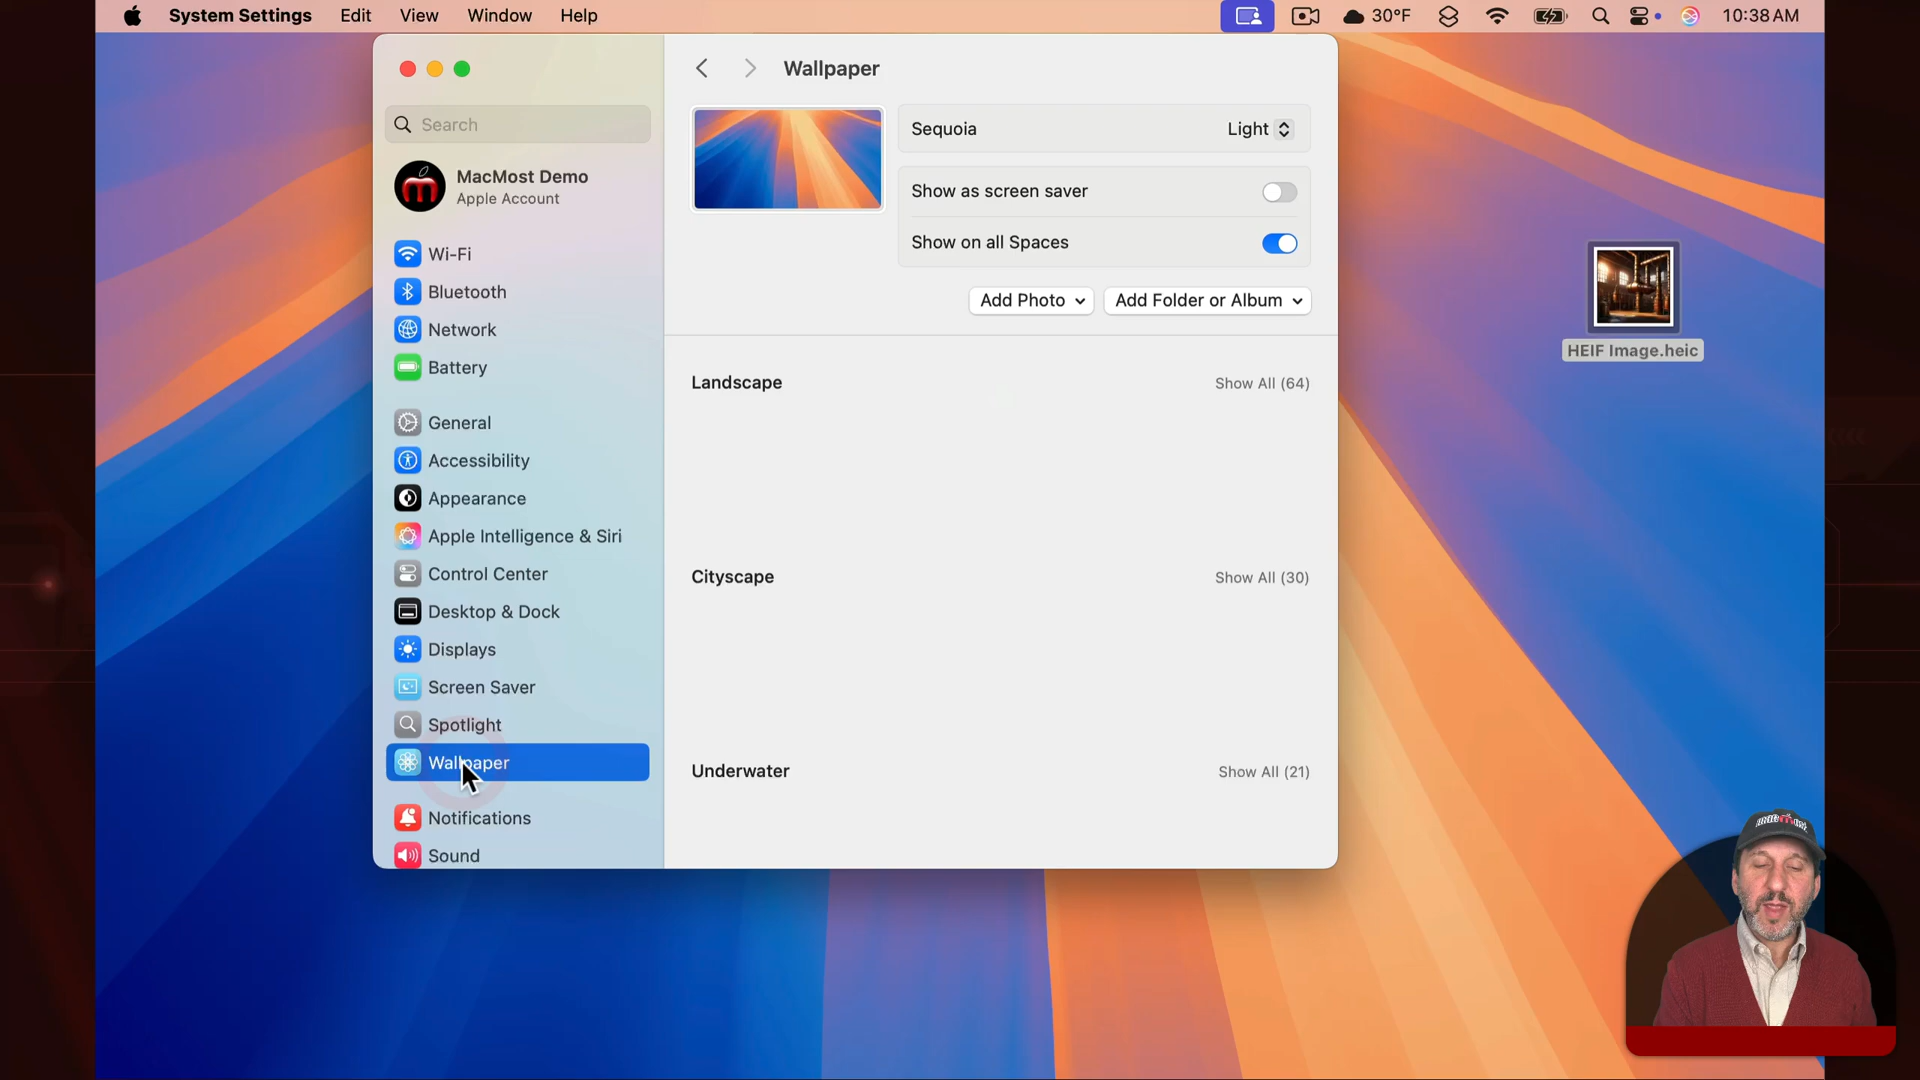 System Settings Edit View Window Help 30°F 10:38 AM
Wallpaper
Search
MacMost Demo
Apple Account
Wi-Fi
Bluetooth
Network
Battery
General
Accessibility
Appearance
Apple Intelligence & Siri
Control Center
Desktop & Dock
Displays
Screen Saver
Spotlight
Wallpaper
Notifications
Sound
Sequoia Light
Show as screen saver
Show on all Spaces
Add Photo Add Folder or Album
Landscape Show All (64)
Cityscape Show All (30)
Underwater Show All (21)
HEIF Image.heic